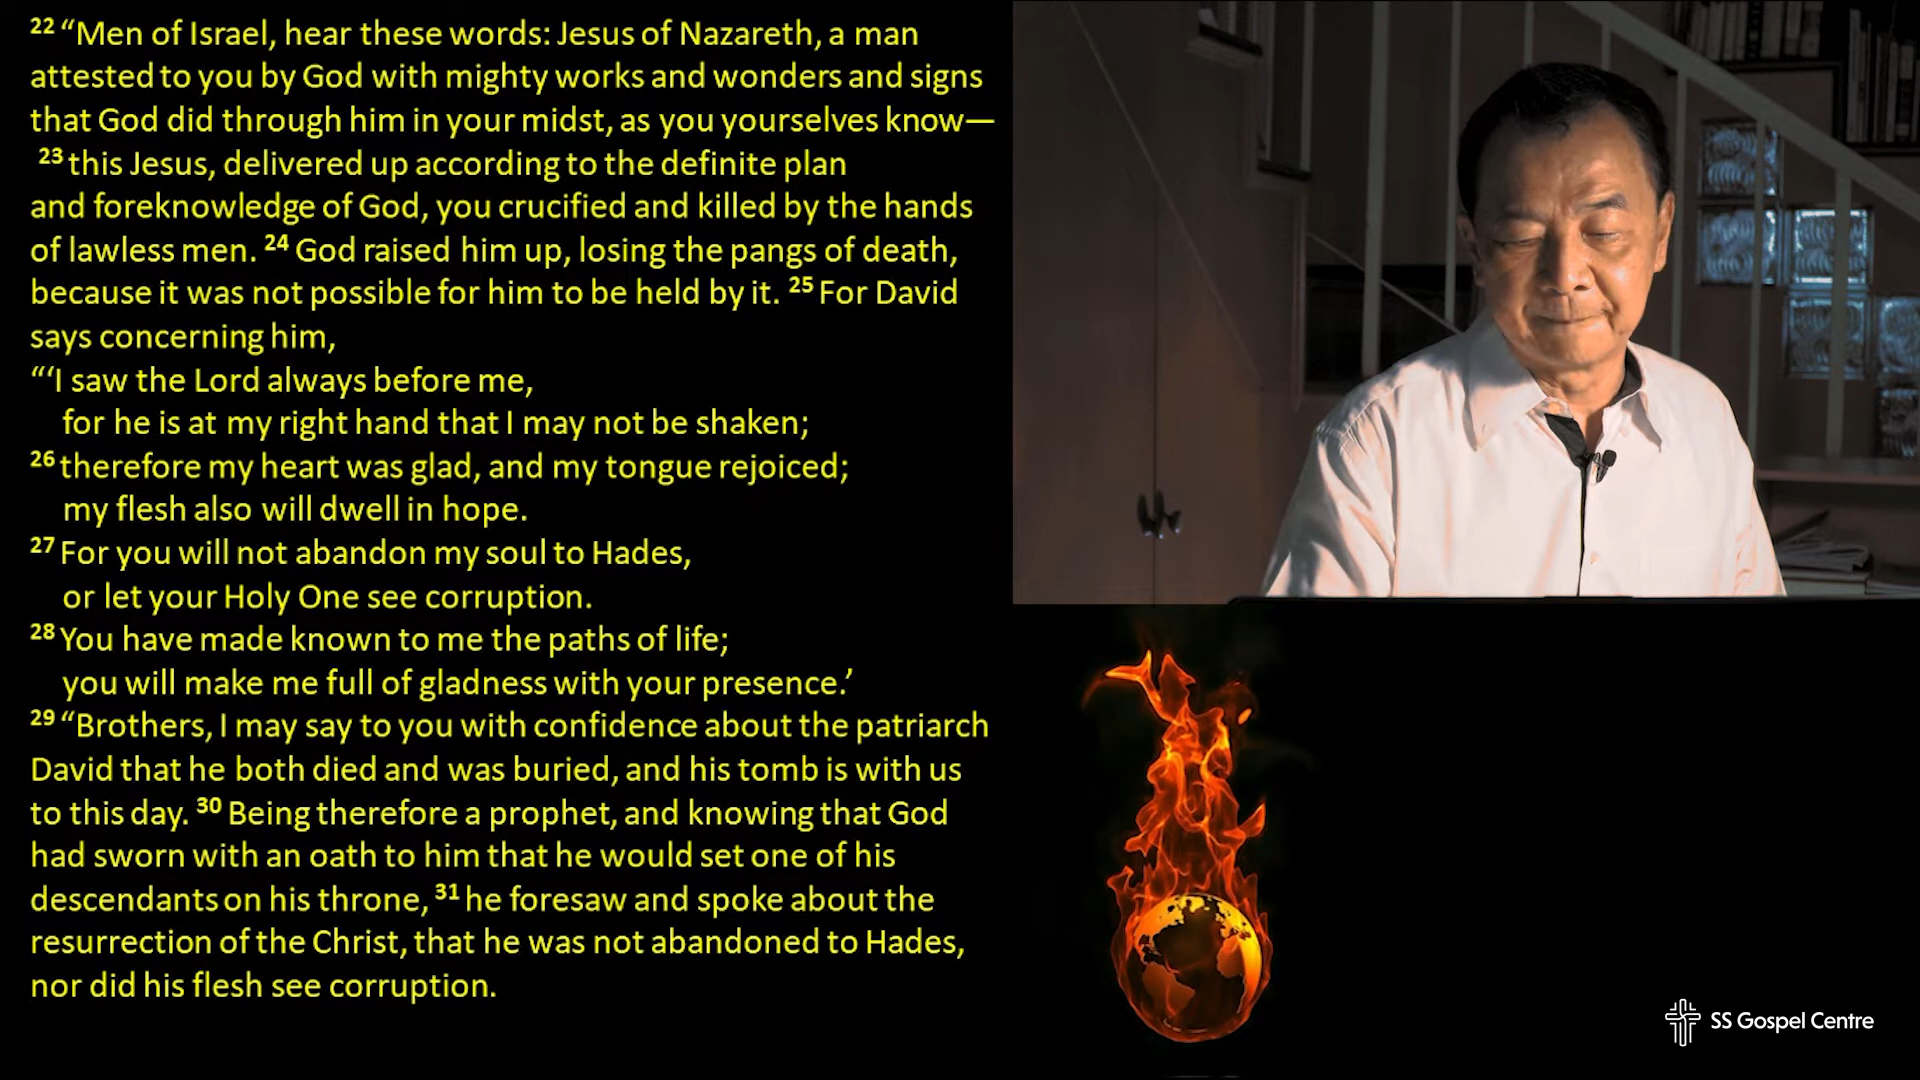 22 “Men of Israel, hear these words: Jesus of Nazareth, a man
attested to you by God with mighty works and wonders and signs
that God did through him in your midst, as you yourselves know—
23 this Jesus, delivered up according to the definite plan
and foreknowledge of God, you crucified and killed by the hands
of lawless men. 24 God raised him up, losing the pangs of death,
because it was not possible for him to be held by it. 25 For David
says concerning him,
“‘I saw the Lord always before me,
for he is at my right hand that I may not be shaken;
26 therefore my heart was glad, and my tongue rejoiced;
my flesh also will dwell in hope.
27 For you will not abandon my soul to Hades,
or let your Holy One see corruption.
28 You have made known to me the paths of life;
you will make me full of gladness with your presence.’
29 “Brothers, I may say to you with confidence about the patriarch
David that he both died and was buried, and his tomb is with us
to this day. 30 Being therefore a prophet, and knowing that God
had sworn with an oath to him that he would set one of his
descendants on his throne, 31 he foresaw and spoke about the
resurrection of the Christ, that he was not abandoned to Hades,
nor did his flesh see corruption.
SS Gospel Centre